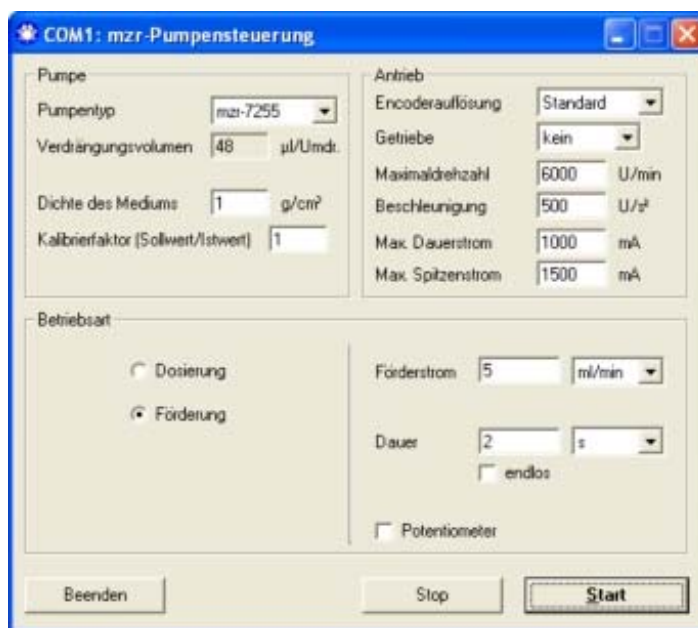 COM1: mzr-Pumpensteuerung
Pumpe
Pumpentyp mzr-7255
Verdrängungsvolumen 48 µl/Umdr.
Dichte des Mediums 1 g/cm³
Kalibrierfaktor (Sollwert/Istwert) 1
Antrieb
Encoderauflösung Standard
Getriebe kein
Maximaldrehzahl 6000 U/min
Beschleunigung 500 U/s²
Max. Dauerstrom 1000 mA
Max. Spitzenstrom 1500 mA
Betriebsart
Dosierung
Förderung
Förderstrom 5 ml/min
Dauer 2 s
endlos
Potentiometer
Beenden Stop Start